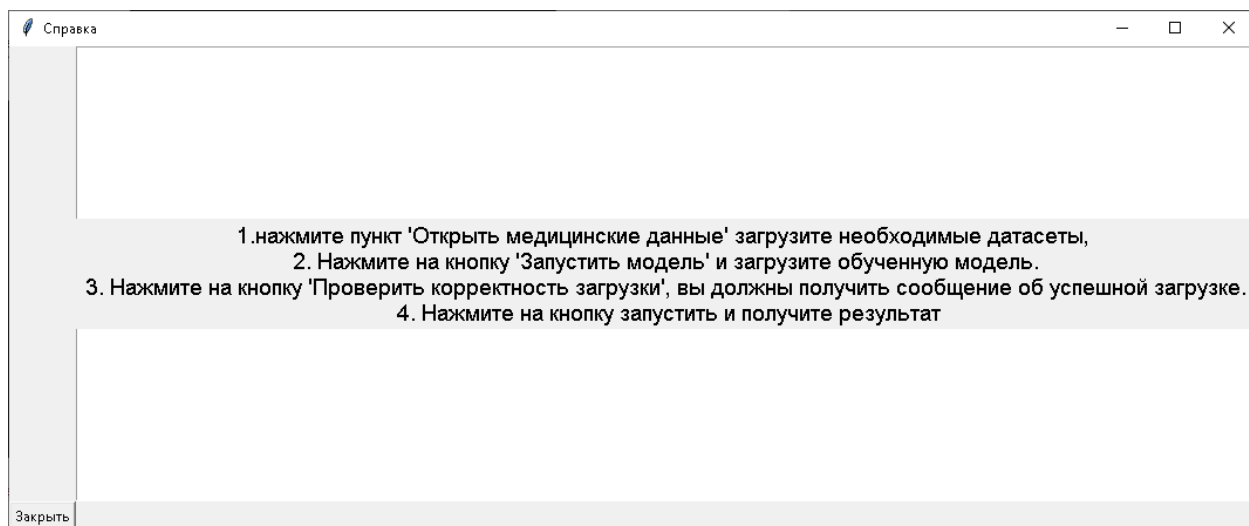 Справка
1.нажмите пункт 'Открыть медицинские данные' загрузите необходимые датасеты,
2. Нажмите на кнопку 'Запустить модель' и загрузите обученную модель.
3. Нажмите на кнопку 'Проверить корректность загрузки', вы должны получить сообщение об успешной загрузке.
4. Нажмите на кнопку запустить и получите результат
Закрыть